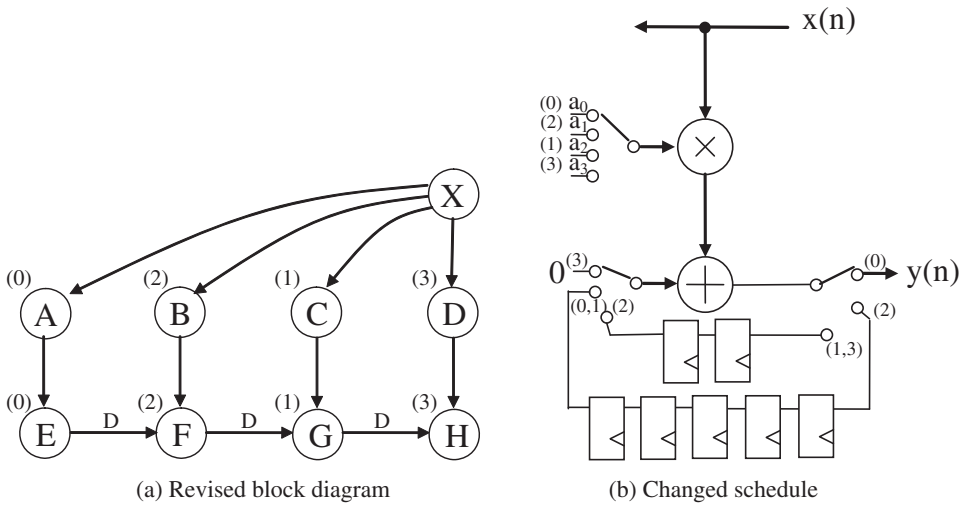 X
(0) (2) (1) (3)
A B C D
(0) (2) (1) (3)
E D F D G D H
(a) Revised block diagram
x(n)
(0) a0
(2) a1
(1) a2
(3) a3
×
0 (3) + (0) y(n)
(0,1) (2) (2)
(1,3)
(b) Changed schedule